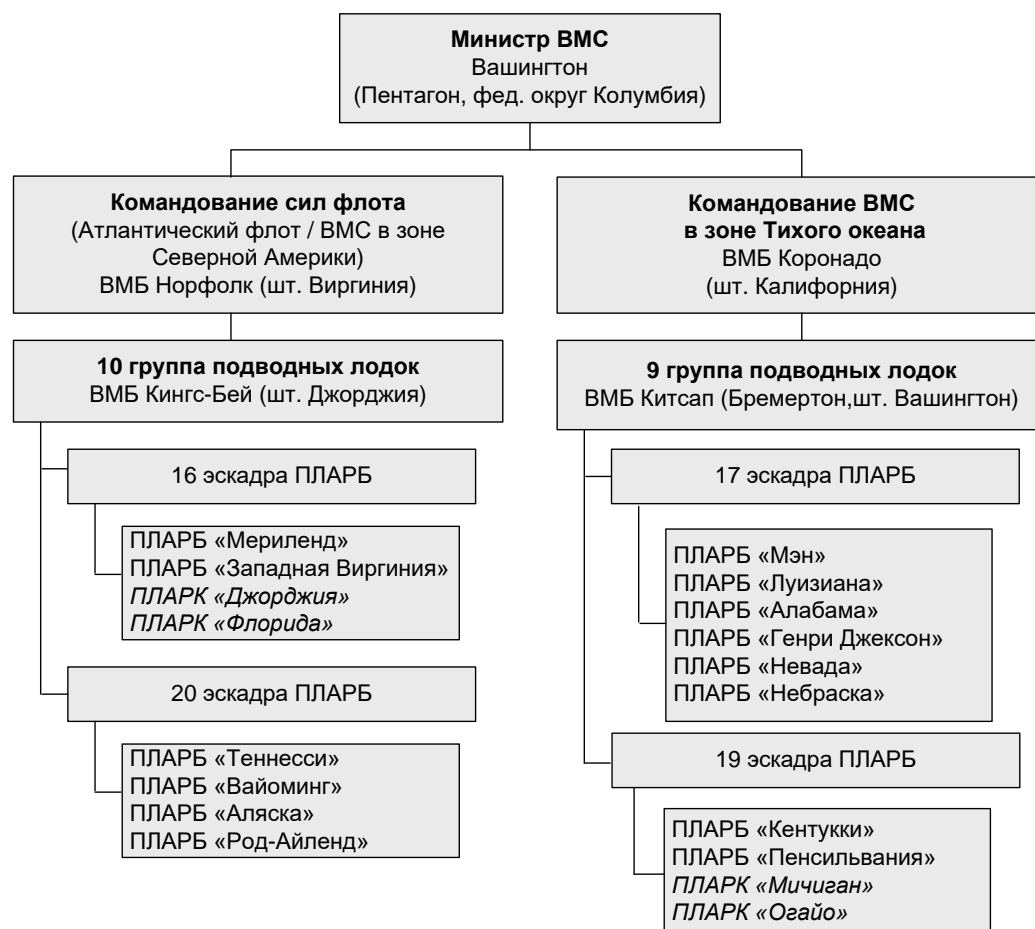 Министр ВМС
Вашингтон
(Пентагон, фед. округ Колумбия)
Командование сил флота
(Атлантический флот / ВМС в зоне
Северной Америки)
ВМБ Норфолк (шт. Виргиния)
10 группа подводных лодок
ВМБ Кингс-Бей (шт. Джорджия)
16 эскадра ПЛАРБ
ПЛАРБ «Мериленд»
ПЛАРБ «Западная Виргиния»
ПЛАРК «Джорджия»
ПЛАРК «Флорида»
20 эскадра ПЛАРБ
ПЛАРБ «Теннесси»
ПЛАРБ «Вайоминг»
ПЛАРБ «Аляска»
ПЛАРБ «Род-Айленд»
Командование ВМС
в зоне Тихого океана
ВМБ Коронадо
(шт. Калифорния)
9 группа подводных лодок
ВМБ Китсап (Бремертон,шт. Вашингтон)
17 эскадра ПЛАРБ
ПЛАРБ «Мэн»
ПЛАРБ «Луизиана»
ПЛАРБ «Алабама»
ПЛАРБ «Генри Джексон»
ПЛАРБ «Невада»
ПЛАРБ «Небраска»
19 эскадра ПЛАРБ
ПЛАРБ «Кентукки»
ПЛАРБ «Пенсильвания»
ПЛАРК «Мичиган»
ПЛАРК «Огайо»